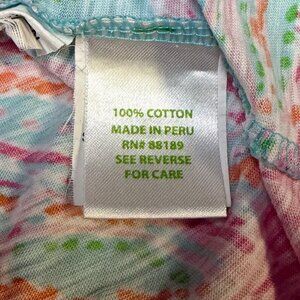 100% COTTON
MADE IN PERU
RN# 88189
SEE REVERSE
FOR CARE